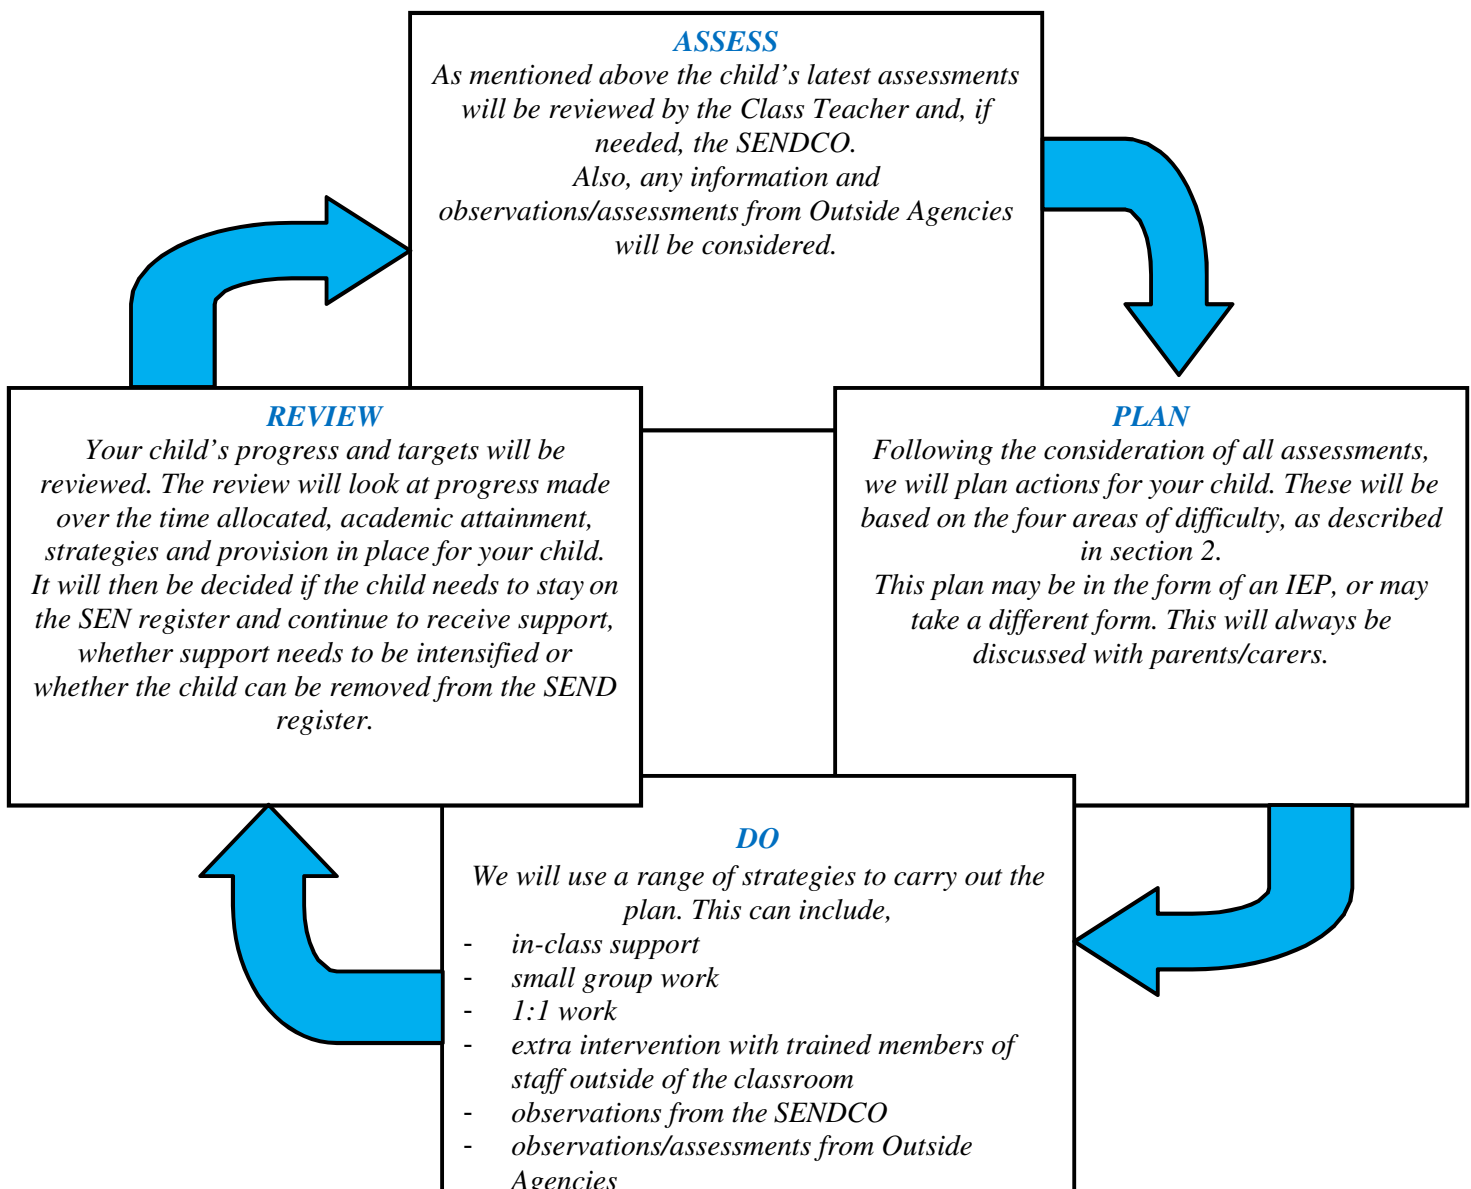 ASSESS
As mentioned above the child's latest assessments
will be reviewed by the Class Teacher and, if
needed, the SENDCO.
Also, any information and
observations/assessments from Outside Agencies
will be considered.
PLAN
Following the consideration of all assessments,
we will plan actions for your child. These will be
based on the four areas of difficulty, as described
in section 2.
This plan may be in the form of an IEP, or may
take a different form. This will always be
discussed with parents/carers.
DO
We will use a range of strategies to carry out the
plan. This can include,
- in-class support
- small group work
- 1:1 work
- extra intervention with trained members of
staff outside of the classroom
- observations from the SENDCO
- observations/assessments from Outside
Agencies
REVIEW
Your child's progress and targets will be
reviewed. The review will look at progress made
over the time allocated, academic attainment,
strategies and provision in place for your child.
It will then be decided if the child needs to stay on
the SEN register and continue to receive support,
whether support needs to be intensified or
whether the child can be removed from the SEND
register.